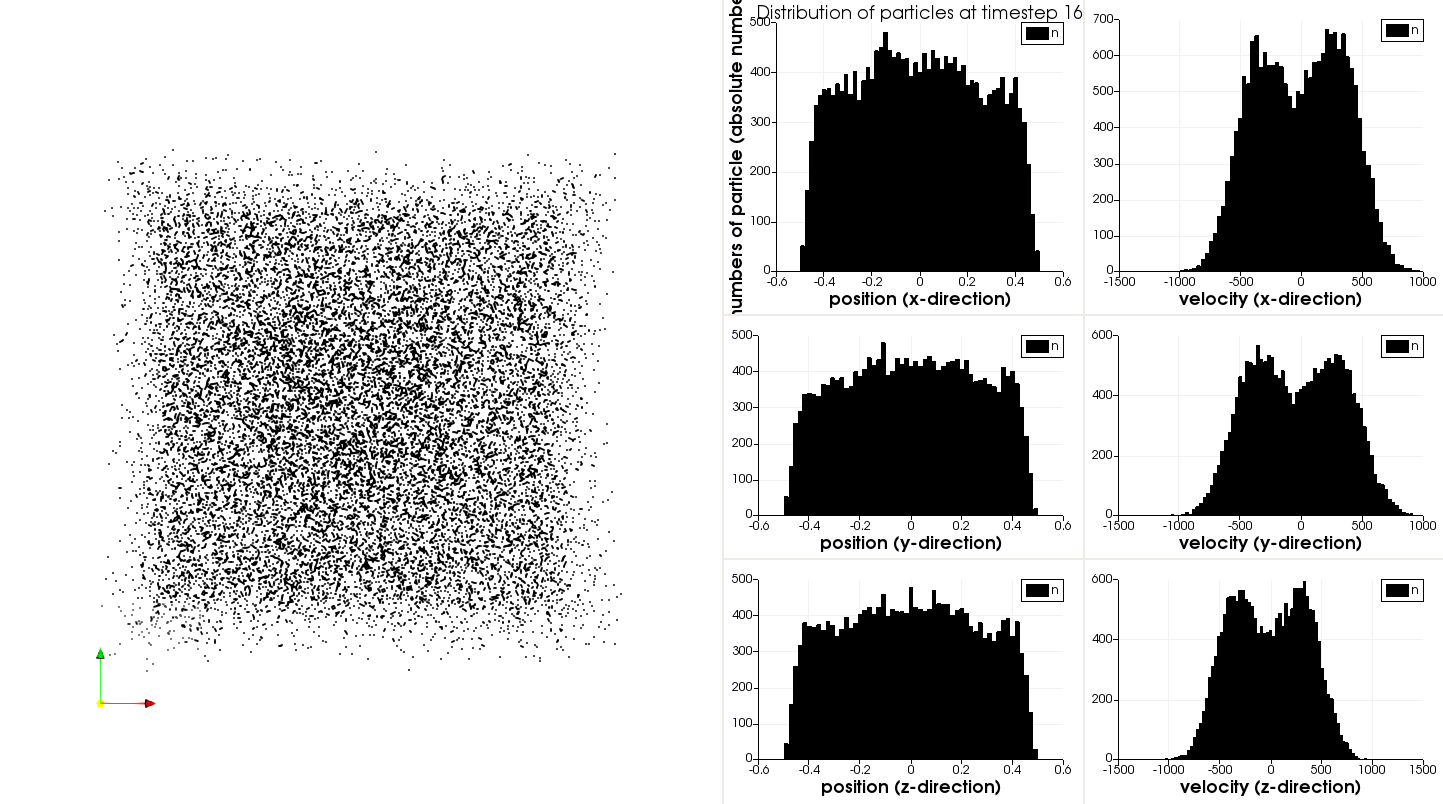 Distribution of particles at timestep 16
numbers of particle (absolute numbe
n
500
400
300
200
100
0
-0.6 -0.4 -0.2 0 0.2 0.4 0.6
position (x-direction)
n
700
600
500
400
300
200
100
0
-1500 -1000 -500 0 500 1000
velocity (x-direction)
n
500
400
300
200
100
0
-0.6 -0.4 -0.2 0 0.2 0.4 0.6
position (y-direction)
n
600
400
200
0
-1500 -1000 -500 0 500 1000
velocity (y-direction)
n
500
400
300
200
100
0
-0.6 -0.4 -0.2 0 0.2 0.4 0.6
position (z-direction)
n
600
400
200
0
-1500 -1000 -500 0 500 1000 1500
velocity (z-direction)